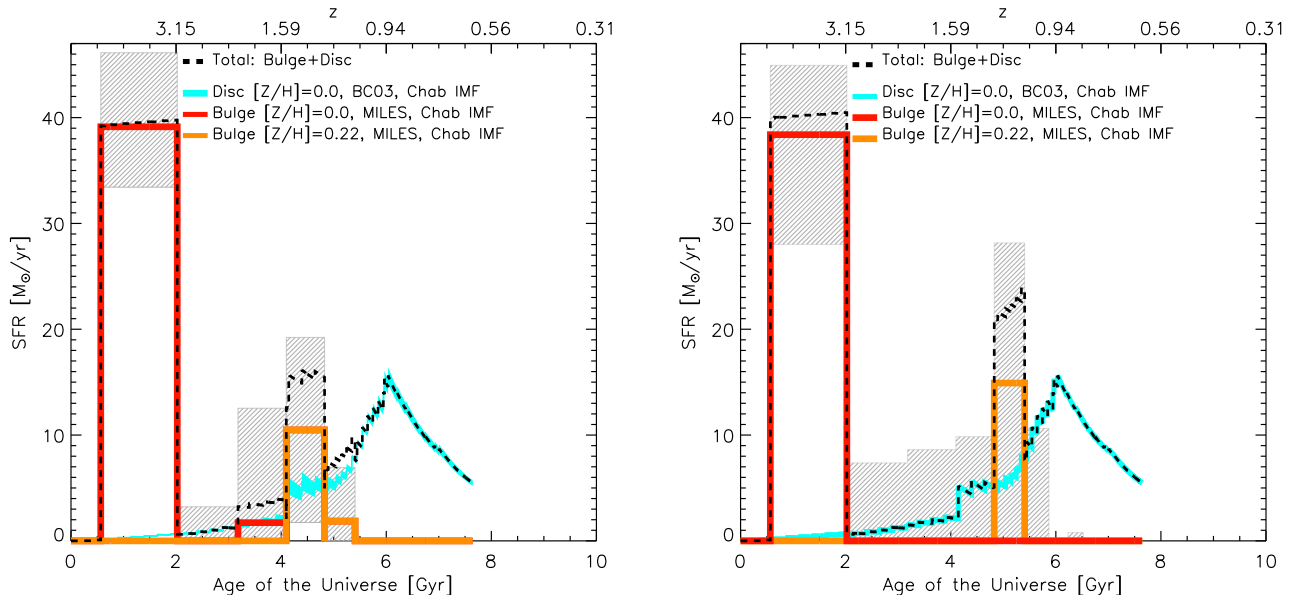 z
3.15 1.59 0.94 0.56 0.31
Total: Bulge+Disc
Disc [Z/H]=0.0, BC03, Chab IMF
Bulge [Z/H]=0.0, MILES, Chab IMF
Bulge [Z/H]=0.22, MILES, Chab IMF
40
30
20
10
0
SFR [M⊙/yr]
0 2 4 6 8 10
Age of the Universe [Gyr]
z
3.15 1.59 0.94 0.56 0.31
Total: Bulge+Disc
Disc [Z/H]=0.0, BC03, Chab IMF
Bulge [Z/H]=0.0, MILES, Chab IMF
Bulge [Z/H]=0.22, MILES, Chab IMF
40
30
20
10
0
SFR [M⊙/yr]
0 2 4 6 8 10
Age of the Universe [Gyr]